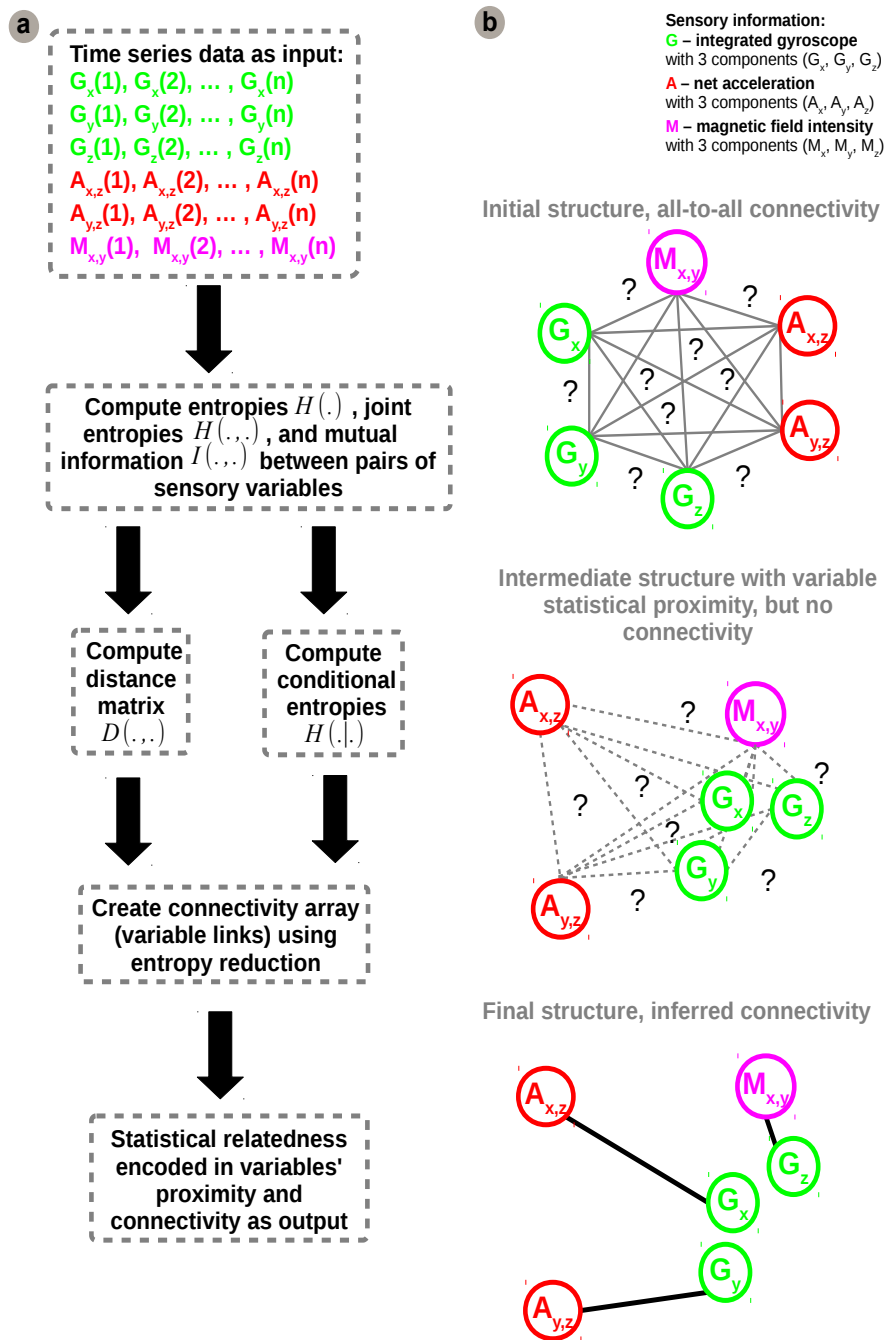 a
Time series data as input:
Gx(1), Gx(2), ... , Gx(n)
Gy(1), Gy(2), ... , Gy(n)
Gz(1), Gz(2), ... , Gz(n)
Ax,z(1), Ax,z(2), ... , Ax,z(n)
Ay,z(1), Ay,z(2), ... , Ay,z(n)
Mx,y(1), Mx,y(2), ... , Mx,y(n)
Compute entropies H(.) , joint
entropies H(.,.) , and mutual
information I(.,.) between pairs of
sensory variables
Compute
distance
matrix
D(.,.)
Compute
conditional
entropies
H(.|.)
Create connectivity array
(variable links) using
entropy reduction
Statistical relatedness
encoded in variables'
proximity and
connectivity as output
b
Sensory information:
G – integrated gyroscope
with 3 components (Gx, Gy, Gz)
A – net acceleration
with 3 components (Ax, Ay, Az)
M – magnetic field intensity
with 3 components (Mx, My, Mz)
Initial structure, all-to-all connectivity
Mx,y
? ?
Gx Ax,z
?
? ? ?
?
Gy Ay,z
? ?
Gz
Intermediate structure with variable
statistical proximity, but no
connectivity
Ax,z
? Mx,y
?
? ?
Gx Gz
?
Gy ?
?
Ay,z
Final structure, inferred connectivity
Ax,z Mx,y
Gz
Gx
Gy
Ay,z